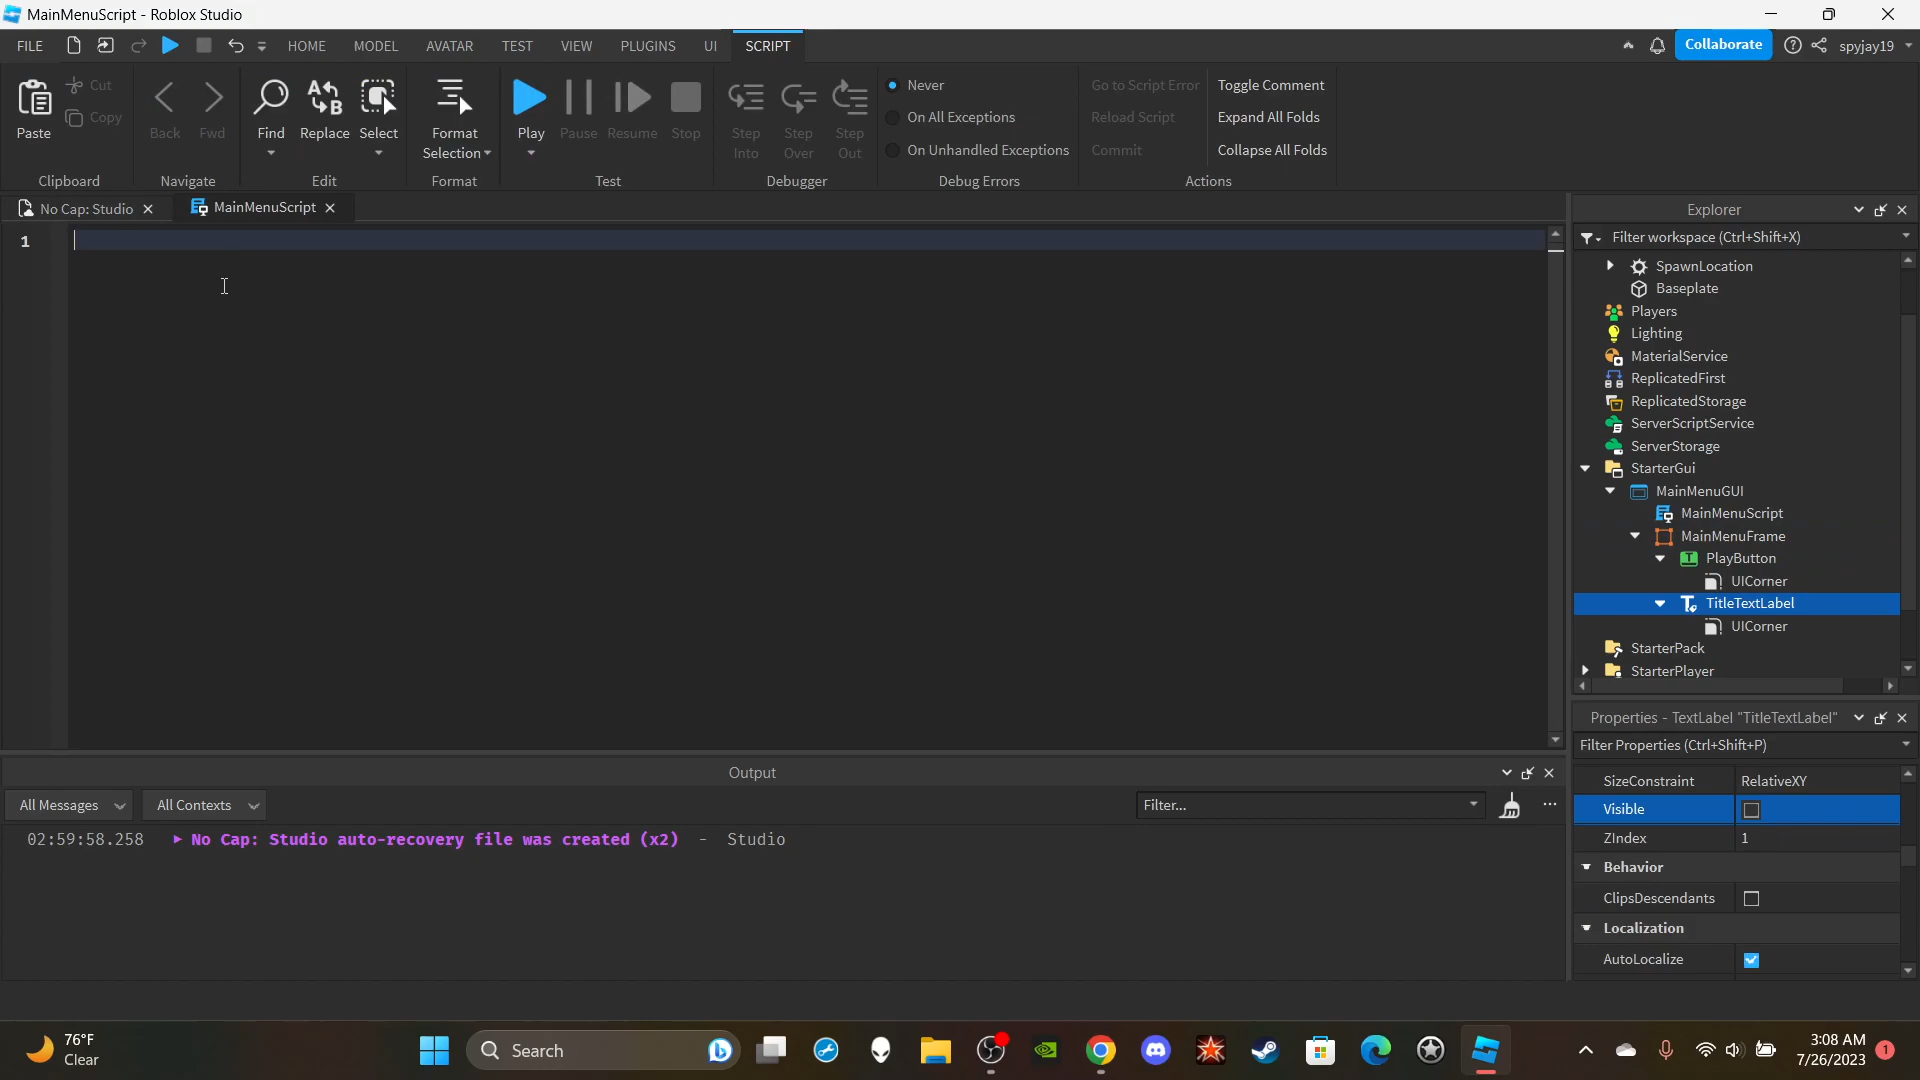 MainMenuScript - Roblox Studio
FILE HOME MODEL AVATAR TEST VIEW PLUGINS UI SCRIPT Collaborate spyjay19
Paste Cut Copy
Back Fwd
Find Replace Select
Format Selection
Play Pause Resume Stop
Step Into Step Over Step Out
Never
On All Exceptions
On Unhandled Exceptions
Go to Script Error
Reload Script
Commit
Toggle Comment
Expand All Folds
Collapse All Folds
Clipboard Navigate Edit Format Test Debugger Debug Errors Actions
No Cap: Studio MainMenuScript
1
Explorer
Filter workspace (Ctrl+Shift+X)
SpawnLocation
Baseplate
Players
Lighting
MaterialService
ReplicatedFirst
ReplicatedStorage
ServerScriptService
ServerStorage
StarterGui
MainMenuGUI
MainMenuScript
MainMenuFrame
PlayButton
UICorner
TitleTextLabel
UICorner
StarterPack
StarterPlayer
Properties - TextLabel "TitleTextLabel"
Filter Properties (Ctrl+Shift+P)
SizeConstraint RelativeXY
Visible
ZIndex 1
Behavior
ClipsDescendants
Localization
AutoLocalize
Output
All Messages All Contexts Filter...
02:59:58.258 No Cap: Studio auto-recovery file was created (x2) - Studio
76°F
Clear
Search
3:08 AM
7/26/2023
1